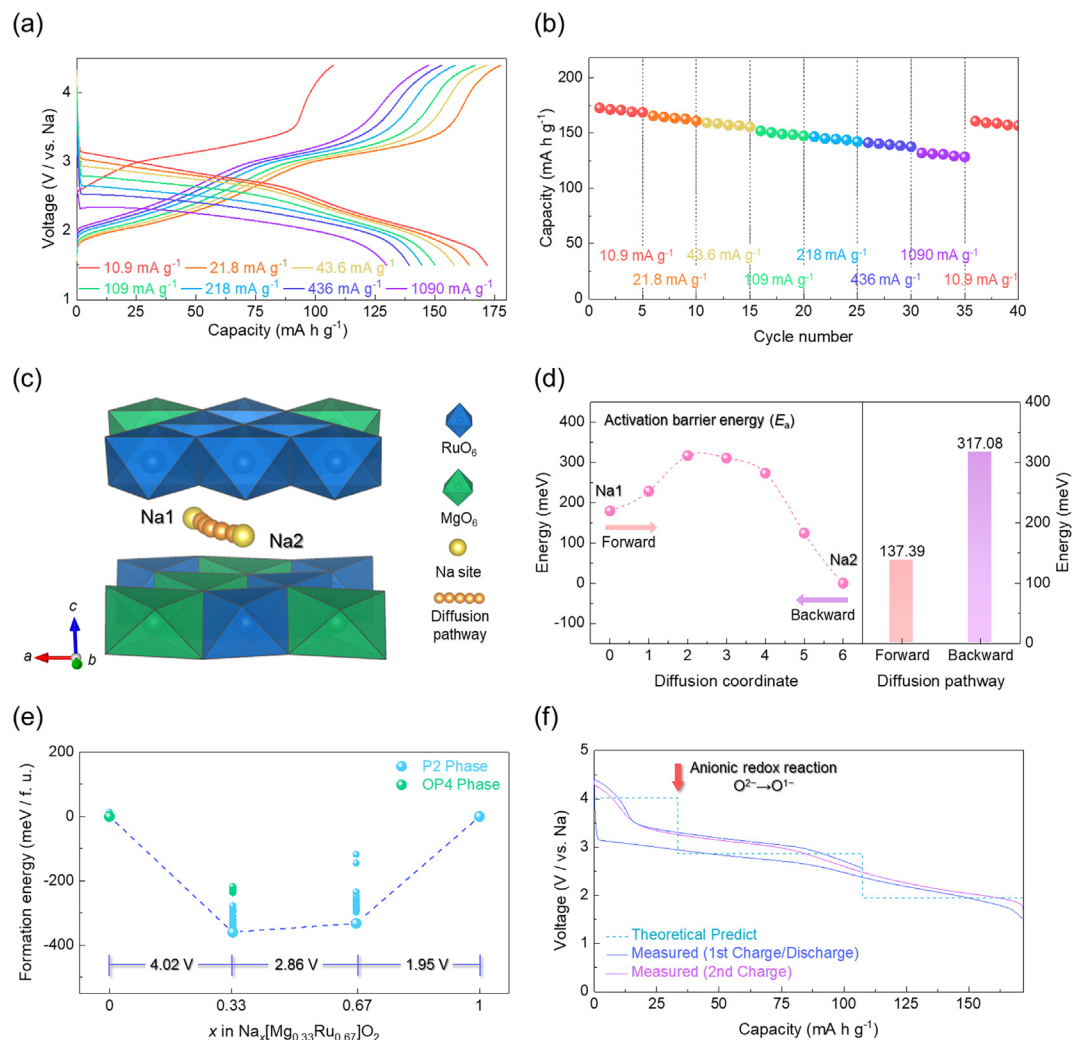 (a)
Voltage (V / vs. Na)
4
3
2
1
10.9 mA g⁻¹ 21.8 mA g⁻¹ 43.6 mA g⁻¹
109 mA g⁻¹ 218 mA g⁻¹ 436 mA g⁻¹ 1090 mA g⁻¹
0 25 50 75 100 125 150 175
Capacity (mA h g⁻¹)
(b)
Capacity (mA h g⁻¹)
200
150
100
50
0
10.9 mA g⁻¹ 43.6 mA g⁻¹ 218 mA g⁻¹ 1090 mA g⁻¹
21.8 mA g⁻¹ 109 mA g⁻¹ 436 mA g⁻¹ 10.9 mA g⁻¹
0 5 10 15 20 25 30 35 40
Cycle number
(c)
Na1
Na2
RuO₆
MgO₆
Na site
Diffusion
pathway
c
a
b
(d)
Energy (meV)
400
300
200
100
0
-100
Activation barrier energy (Eₐ)
Na1
Forward
Na2
Backward
0 1 2 3 4 5 6
Diffusion coordinate
137.39
317.08
Forward Backward
Diffusion pathway
400
300
200
100
0
Energy (meV)
(e)
Formation energy (meV / f. u.)
200
0
-200
-400
P2 Phase
OP4 Phase
4.02 V 2.86 V 1.95 V
0 0.33 0.67 1
x in Naₓ[Mg₀.₃₃Ru₀.₆₇]O₂
(f)
Voltage (V / vs. Na)
5
4
3
2
1
0
Anionic redox reaction
O²⁻→O¹⁻
Theoretical Predict
Measured (1st Charge/Discharge)
Measured (2nd Charge)
0 25 50 75 100 125 150
Capacity (mA h g⁻¹)